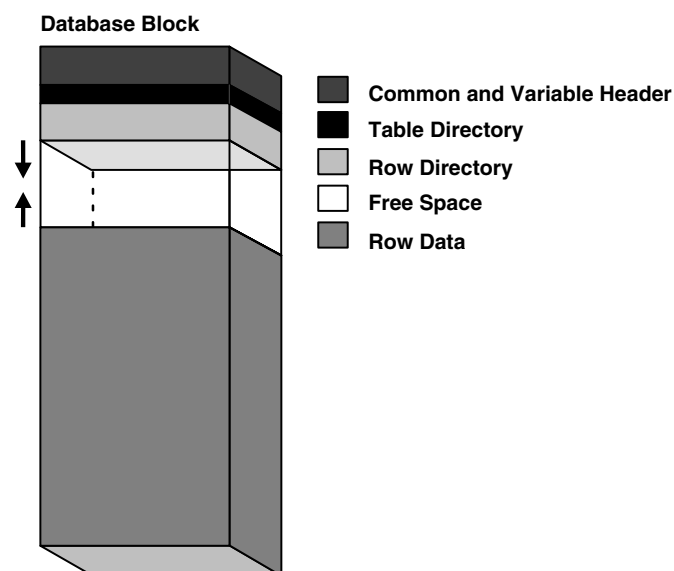 Database Block
Common and Variable Header
Table Directory
Row Directory
Free Space
Row Data